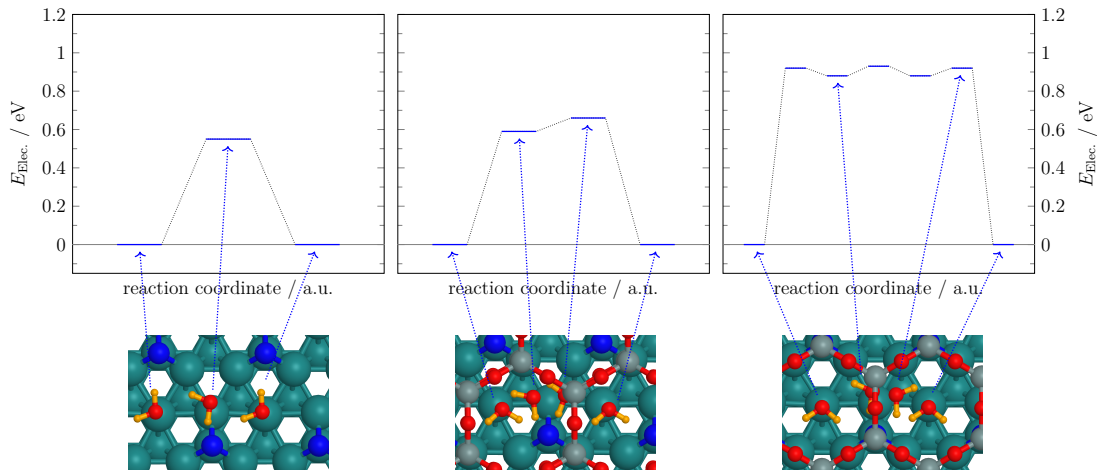 1.2
1
0.8
0.6
0.4
0.2
0
E_Elec. / eV
reaction coordinate / a.u.
reaction coordinate / a.u.
reaction coordinate / a.u.
1.2
1
0.8
0.6
0.4
0.2
0
E_Elec. / eV